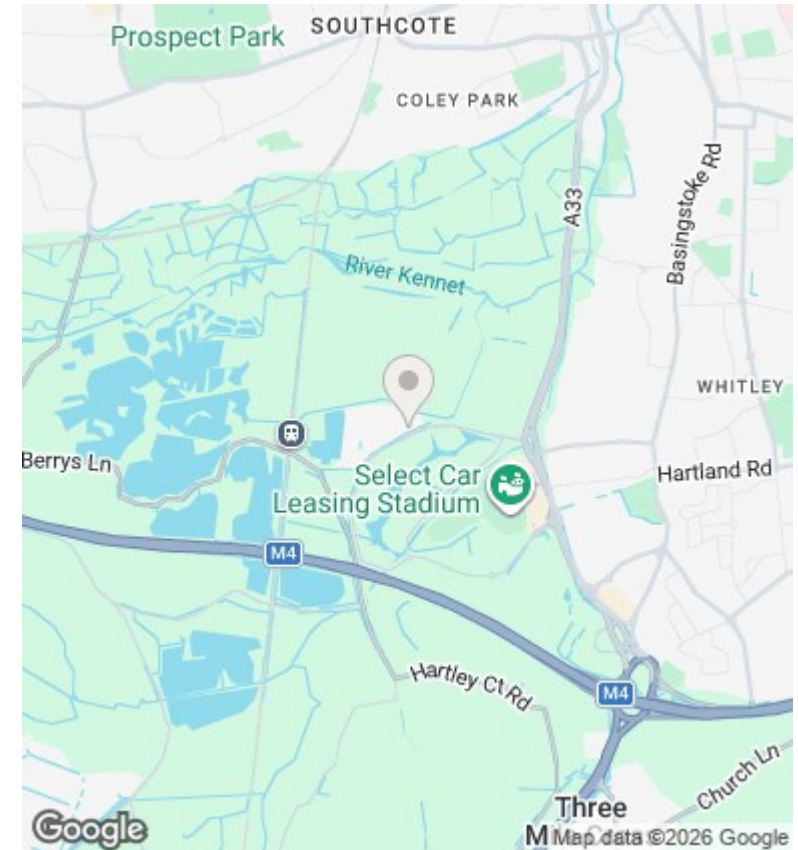 SOUTHCOTE
Prospect Park
COLEY PARK
A33
Basingstoke Rd
River Kennet
WHITLEY
Berrys Ln
Select Car
Leasing Stadium
Hartland Rd
M4
Hartley Ct Rd
M4
Church Ln
Three
Google
Map data ©2026 Google